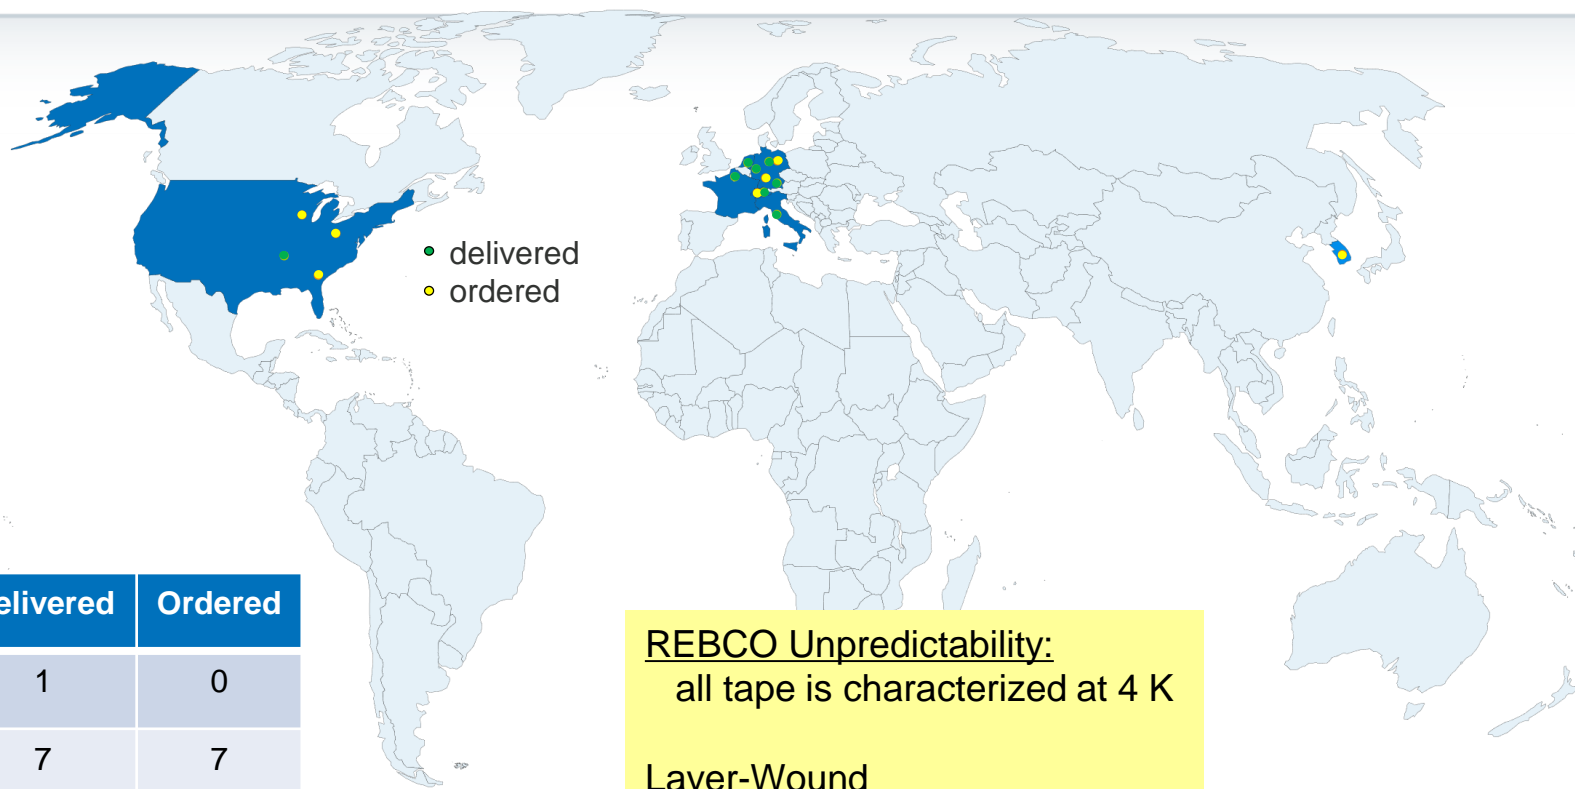 delivered
ordered
elivered Ordered
1 0
7 7
REBCO Unpredictability:
all tape is characterized at 4 K
Layer-Wound